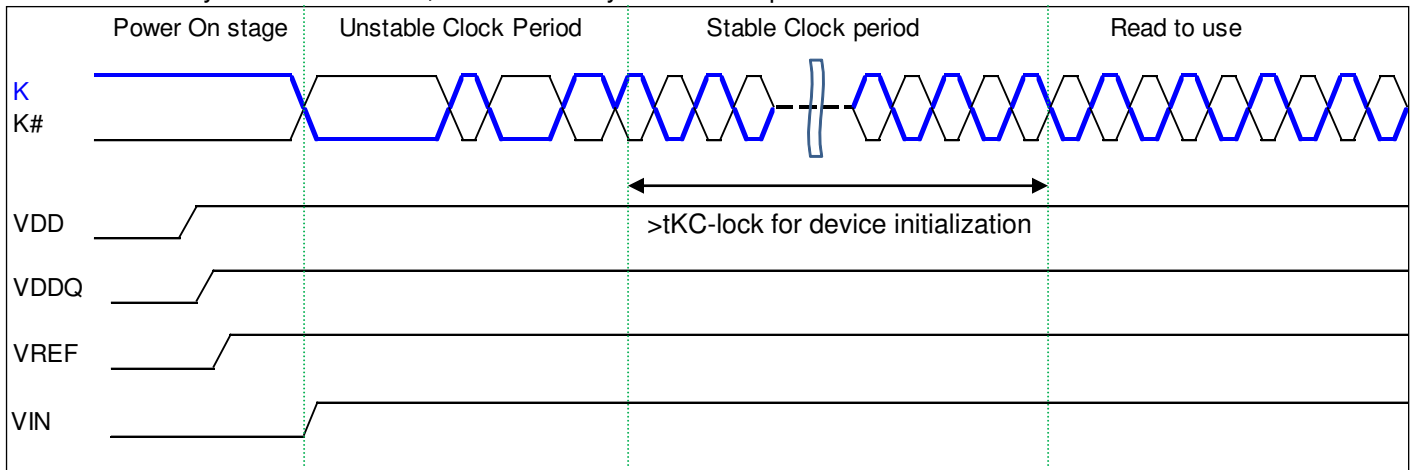 Power On stage Unstable Clock Period Stable Clock period Read to use
K
K#
VDD
>tKC-lock for device initialization
VDDQ
VREF
VIN